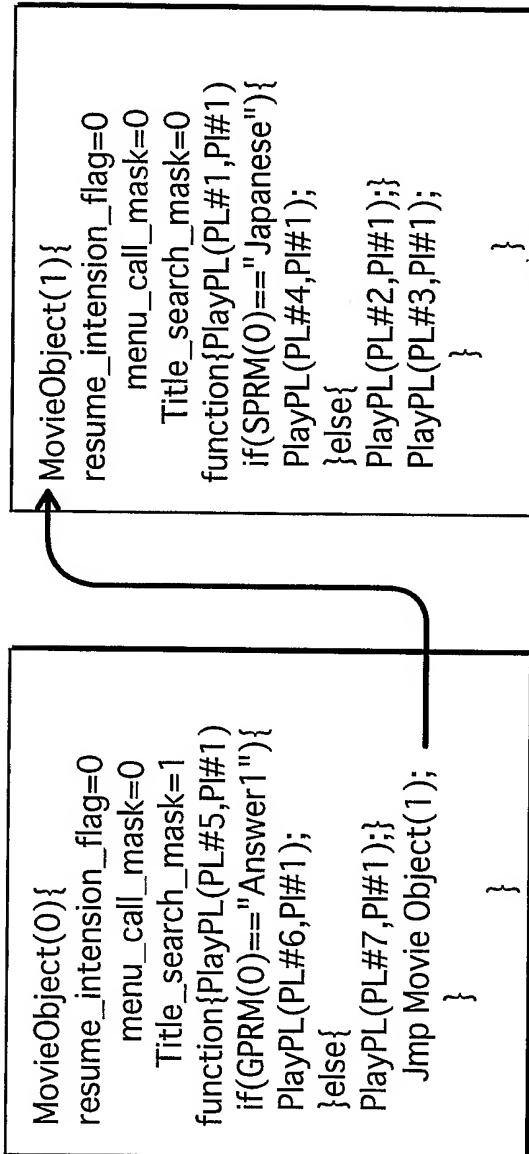 MovieObject(0){
resume_intension_flag=0
menu_call_mask=0
Title_search_mask=1
function{PlayPL(PL#5,PI#1)
if(GPRM(0)=="Answer1"){
PlayPL(PL#6,PI#1);
}else{
PlayPL(PL#7,PI#1);}
Jmp Movie Object(1);
}
}
MovieObject(1){
resume_intension_flag=0
menu_call_mask=0
Title_search_mask=0
function{PlayPL(PL#1,PI#1)
if(SPRM(0)=="Japanese"){
PlayPL(PL#4,PI#1);
}else{
PlayPL(PL#2,PI#1);}
PlayPL(PL#3,PI#1);
}
}